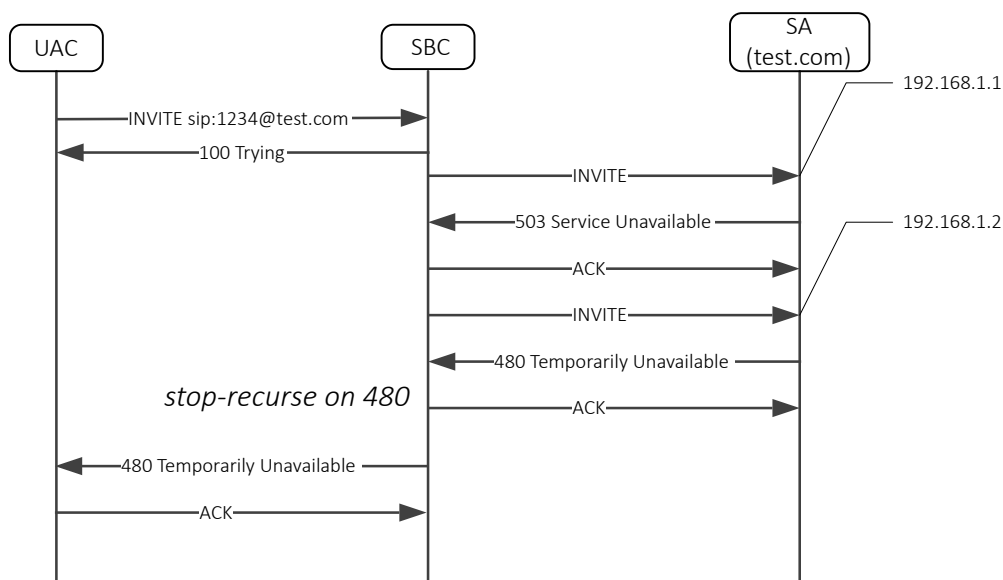 UAC
SBC
SA
(test.com)
192.168.1.1
INVITE sip:1234@test.com
100 Trying
INVITE
503 Service Unavailable
192.168.1.2
ACK
INVITE
480 Temporarily Unavailable
stop-recurse on 480
ACK
480 Temporarily Unavailable
ACK